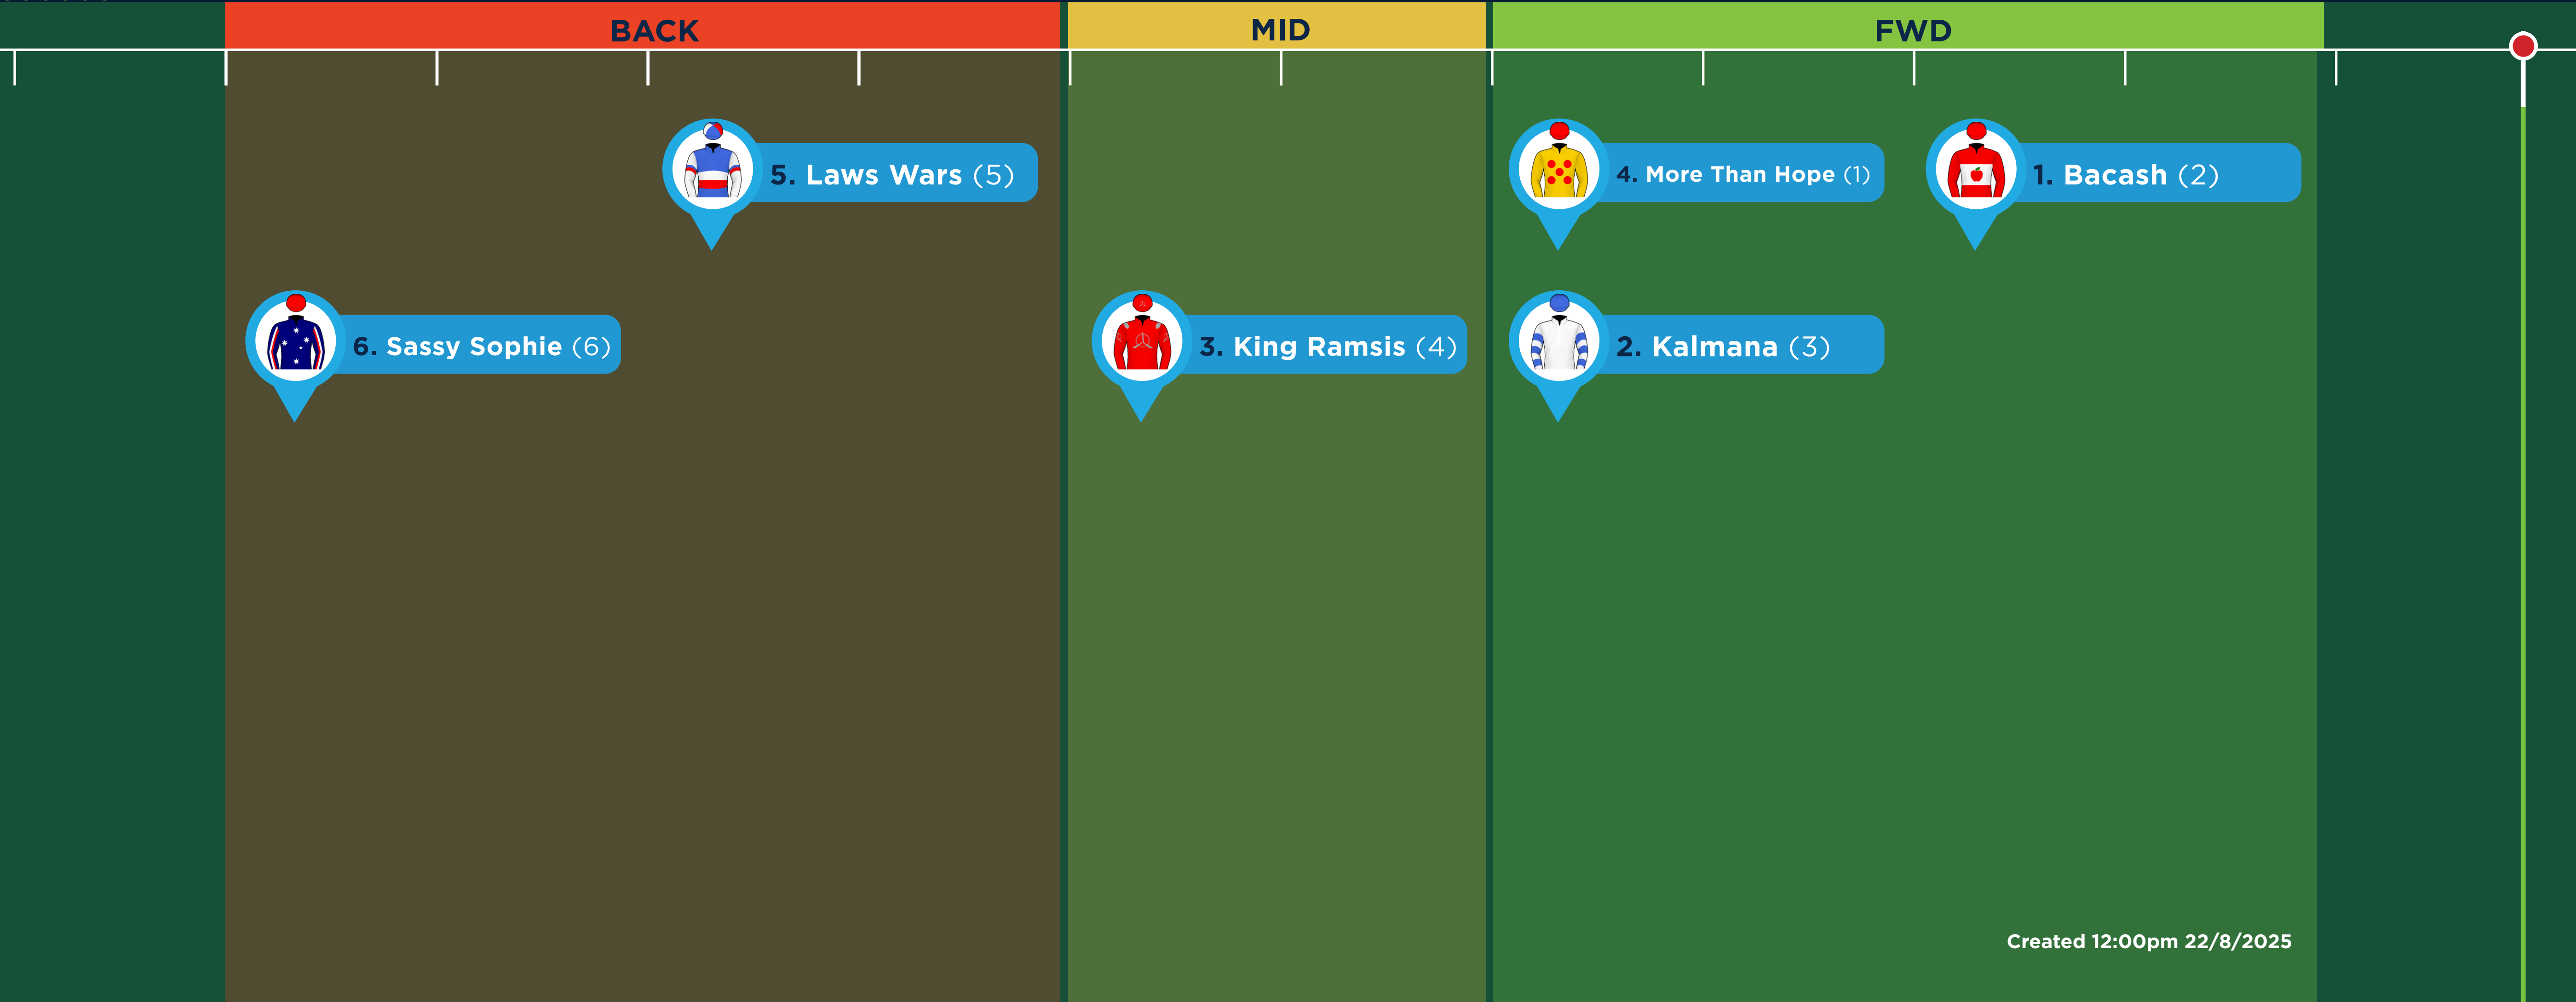 BACK
MID
FWD
5. Laws Wars (5)
4. More Than Hope (1)
1. Bacash (2)
6. Sassy Sophie (6)
3. King Ramsis (4)
2. Kalmana (3)
Created 12:00pm 22/8/2025